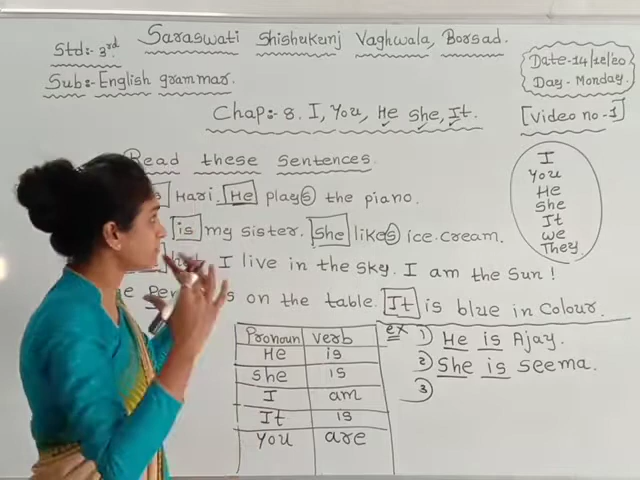 Std:- 3rd
Saraswati Shishukunj Vaghwala, Borsad.
Sub:- English grammar.
Date-14/12/20
Day- Monday.
Chap:- 8. I, You, He She, It.
[Video no-1]
Read these sentences.
Hari. He plays the piano.
is my sister. She likes ice.cream.
I live in the sky. I am the Sun !
on the table. It is blue in colour.
I
You
He
She
It
We
They
Pronoun verb
He is
She is
I am
It is
You are
ex 1) He is Ajay.
2) She is Seema.
3)